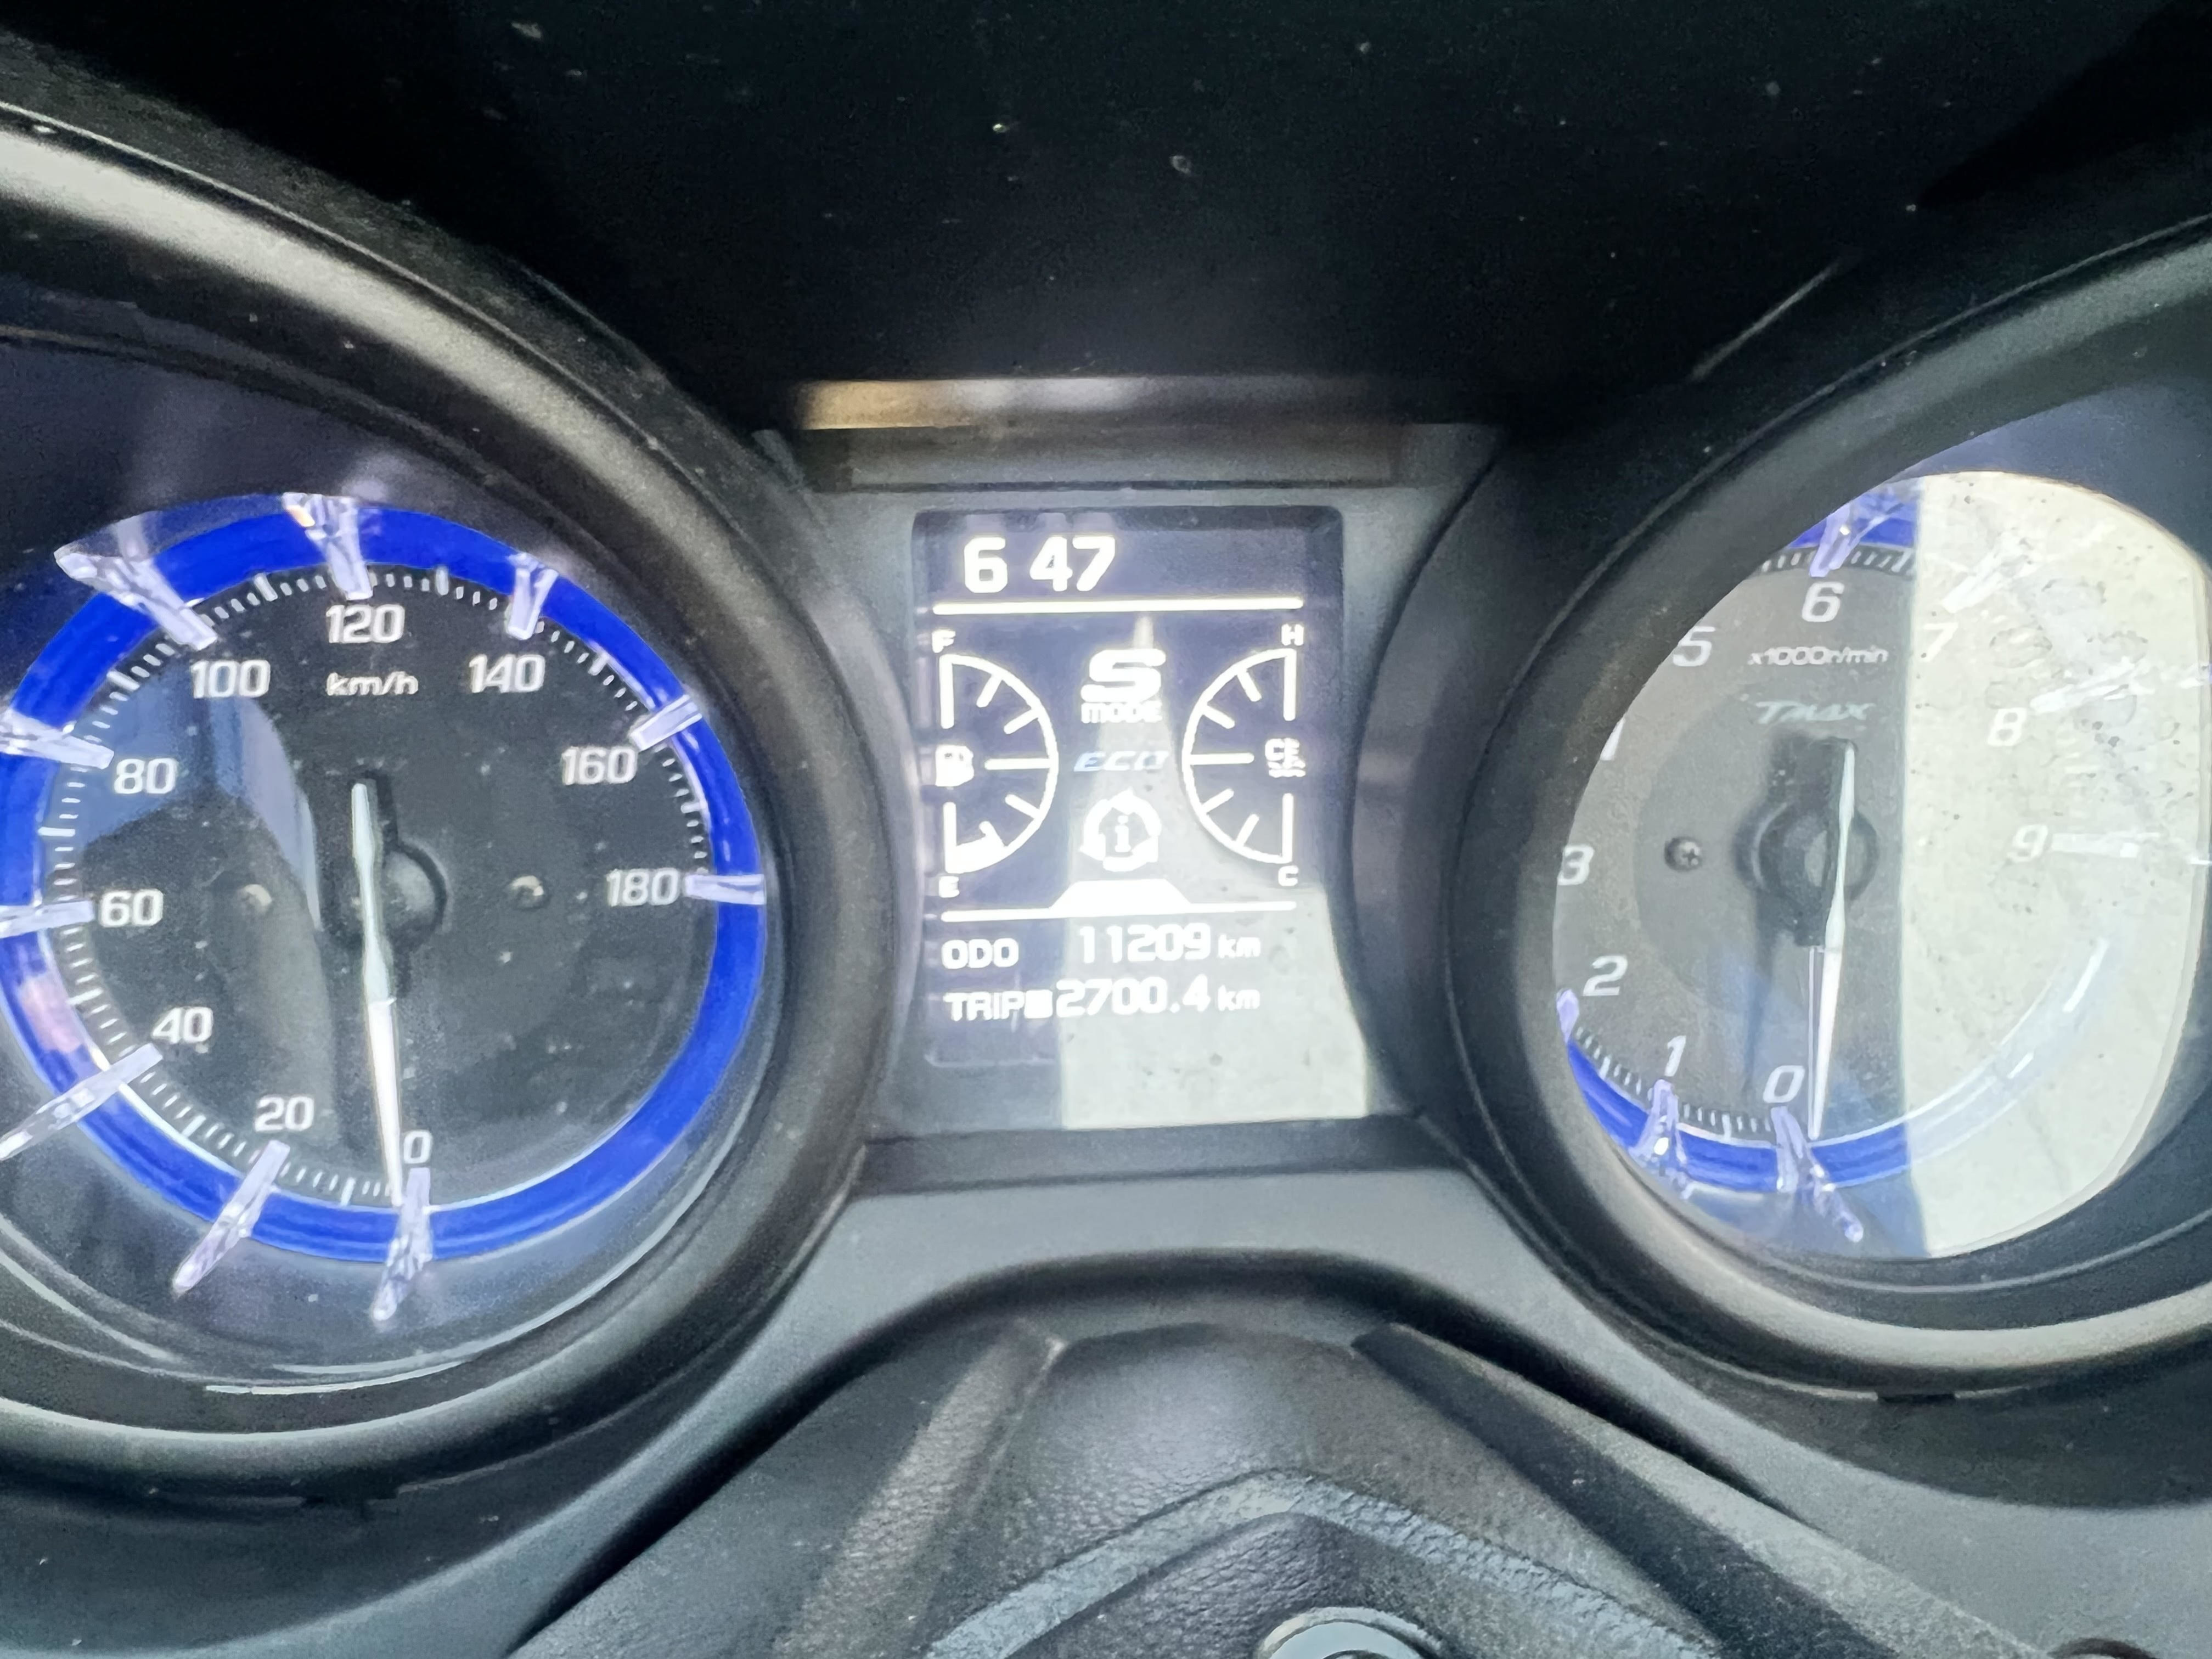 120
100
km/h
140
80
160
60
180
40
20
0
6 47
F
H
S
mode
ECO
i
E
C
ODO 11209 km
TRIP 2700.4 km
6
5
x1000r/min
7
TMAX
8
3
9
2
1
0